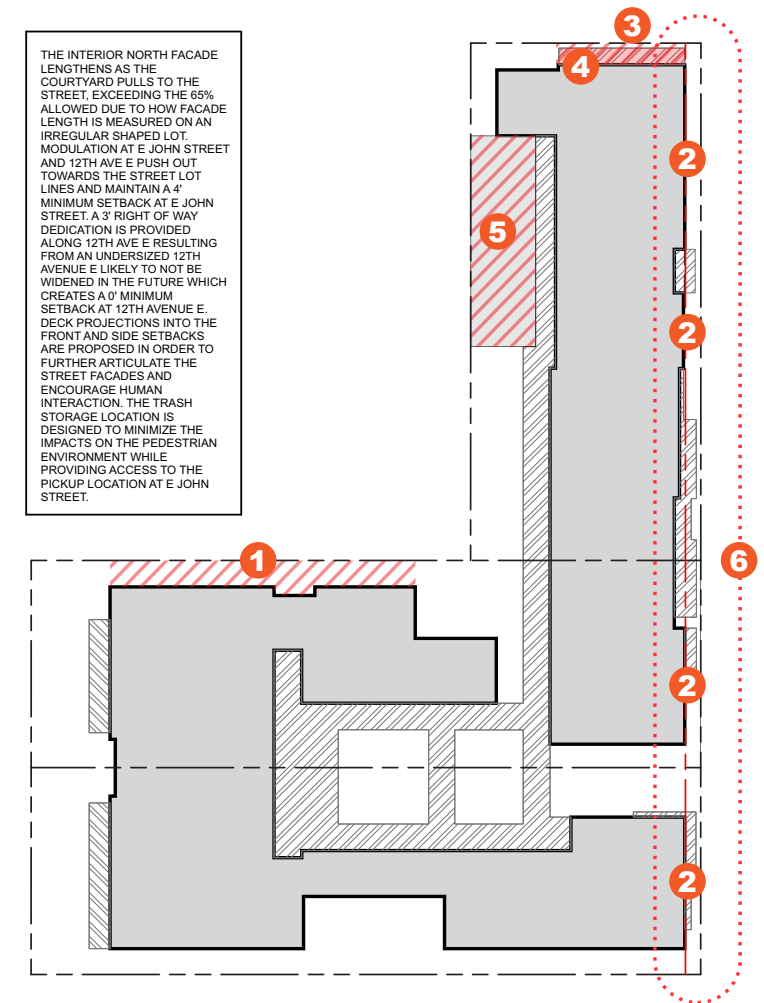 THE INTERIOR NORTH FACADE
LENGTHENS AS THE
COURTYARD PULLS TO THE
STREET, EXCEEDING THE 65%
ALLOWED DUE TO HOW FACADE
LENGTH IS MEASURED ON AN
IRREGULAR SHAPED LOT.
MODULATION AT E JOHN STREET
AND 12TH AVE E PUSH OUT
TOWARDS THE STREET LOT
LINES AND MAINTAIN A 4'
MINIMUM SETBACK AT E JOHN
STREET. A 3' RIGHT OF WAY
DEDICATION IS PROVIDED
ALONG 12TH AVE E RESULTING
FROM AN UNDERSIZED 12TH
AVENUE E LIKELY TO NOT BE
WIDENED IN THE FUTURE WHICH
CREATES A 0' MINIMUM
SETBACK AT 12TH AVENUE E.
DECK PROJECTIONS INTO THE
FRONT AND SIDE SETBACKS
ARE PROPOSED IN ORDER TO
FURTHER ARTICULATE THE
STREET FACADES AND
ENCOURAGE HUMAN
INTERACTION. THE TRASH
STORAGE LOCATION IS
DESIGNED TO MINIMIZE THE
IMPACTS ON THE PEDESTRIAN
ENVIRONMENT WHILE
PROVIDING ACCESS TO THE
PICKUP LOCATION AT E JOHN
STREET.
3
4
2
5
2
1
6
2
2